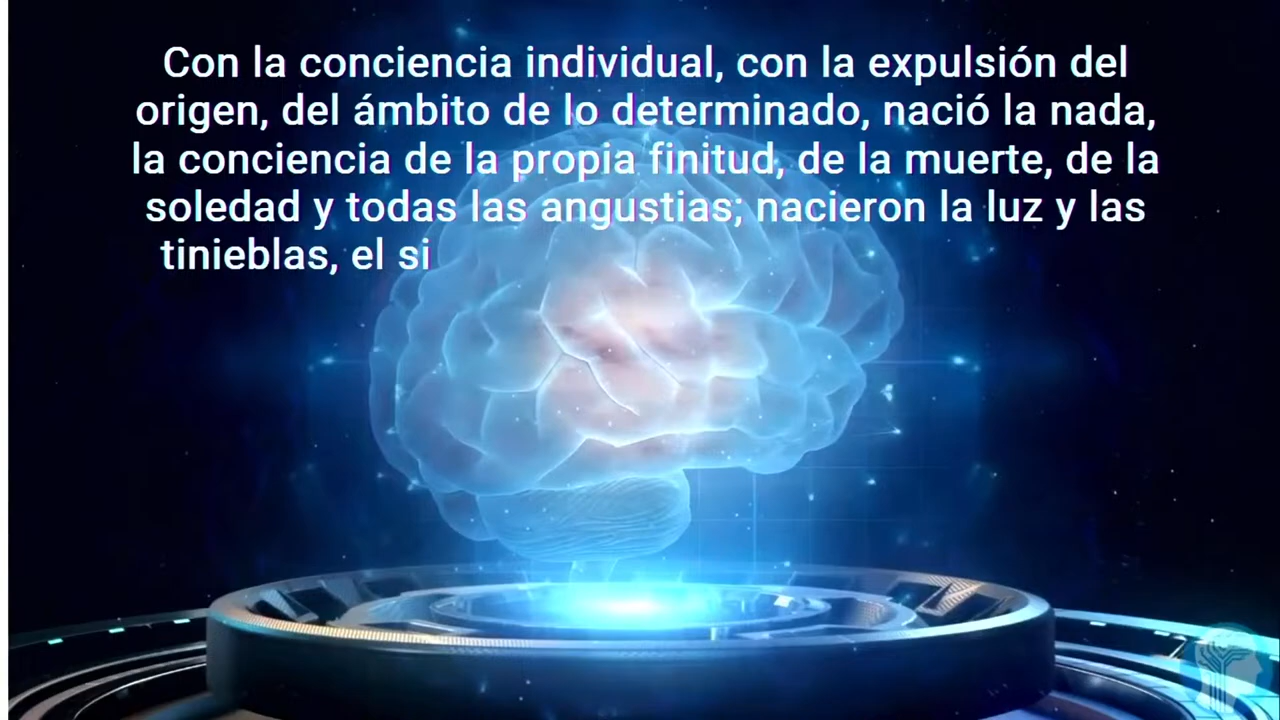 Con la conciencia individual, con la expulsión del
origen, del ámbito de lo determinado, nació la nada,
la conciencia de la propia finitud, de la muerte, de la
soledad y todas las angustias; nacieron la luz y las
tinieblas, el si